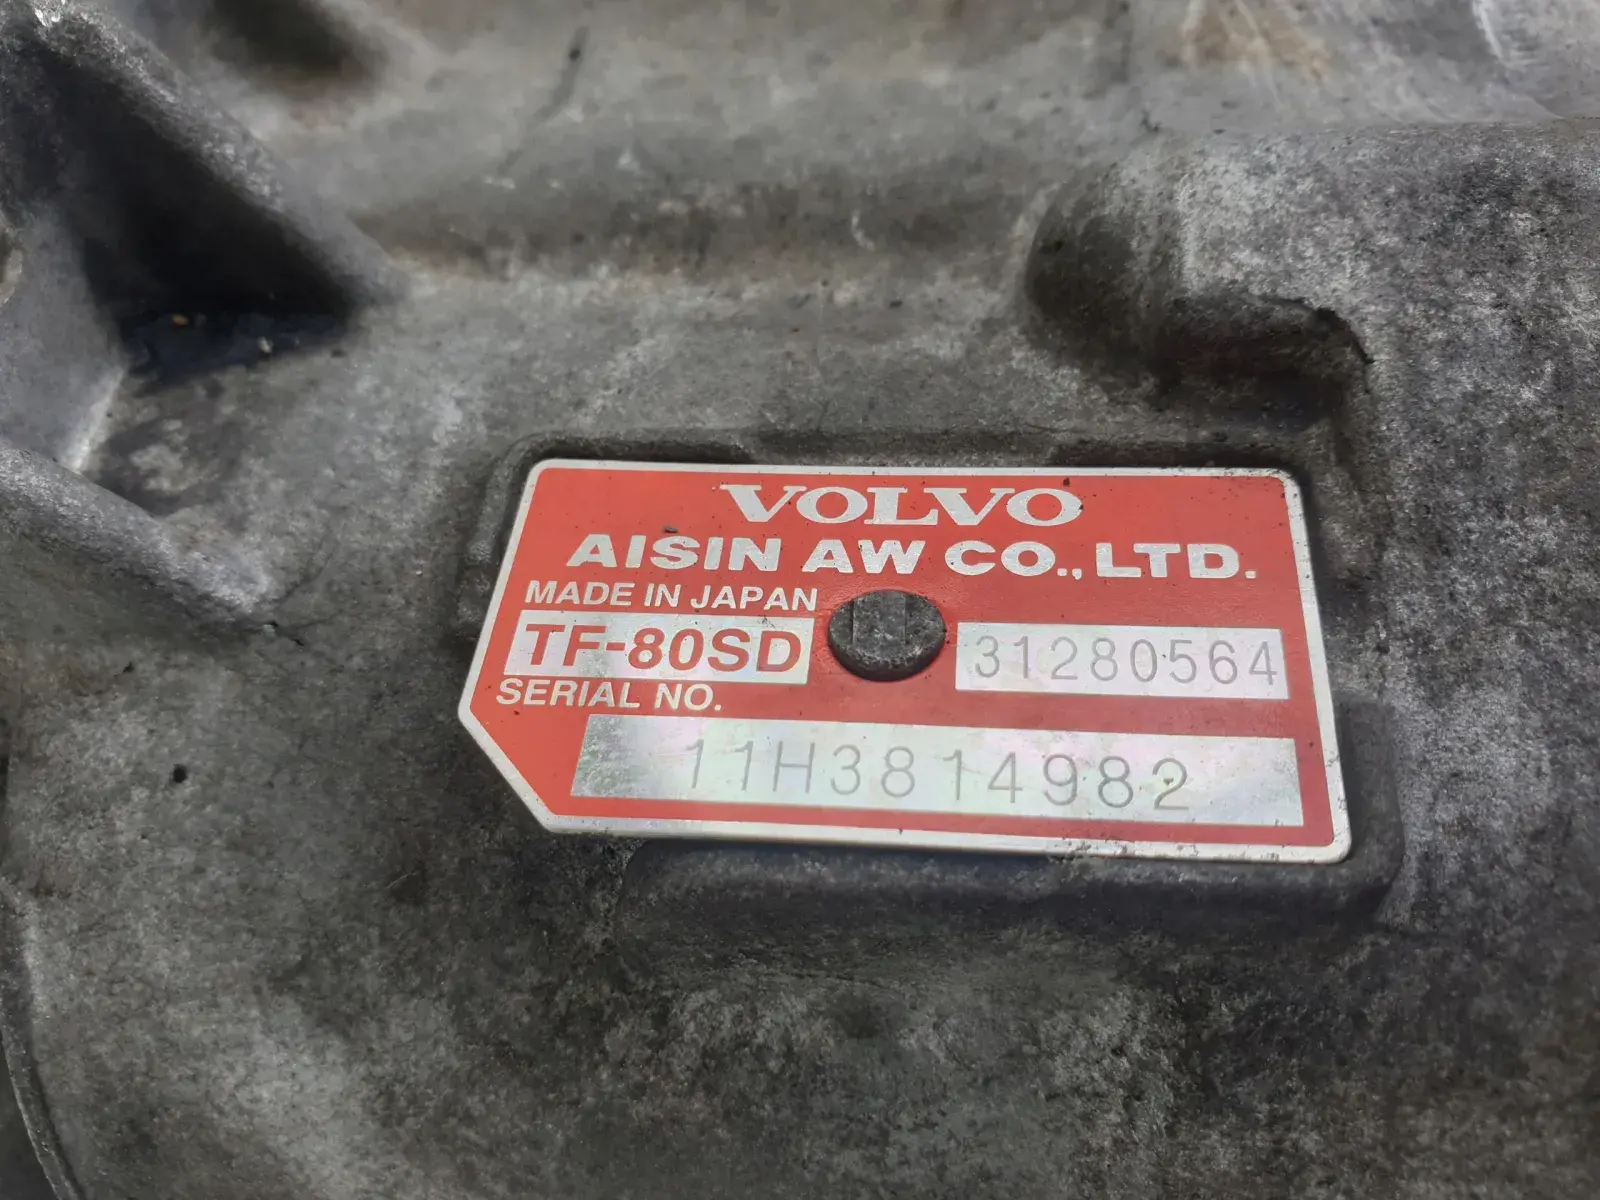 VOLVO
AISIN AW CO., LTD.
MADE IN JAPAN
TF-80SD 31280564
SERIAL NO.
11H3814982